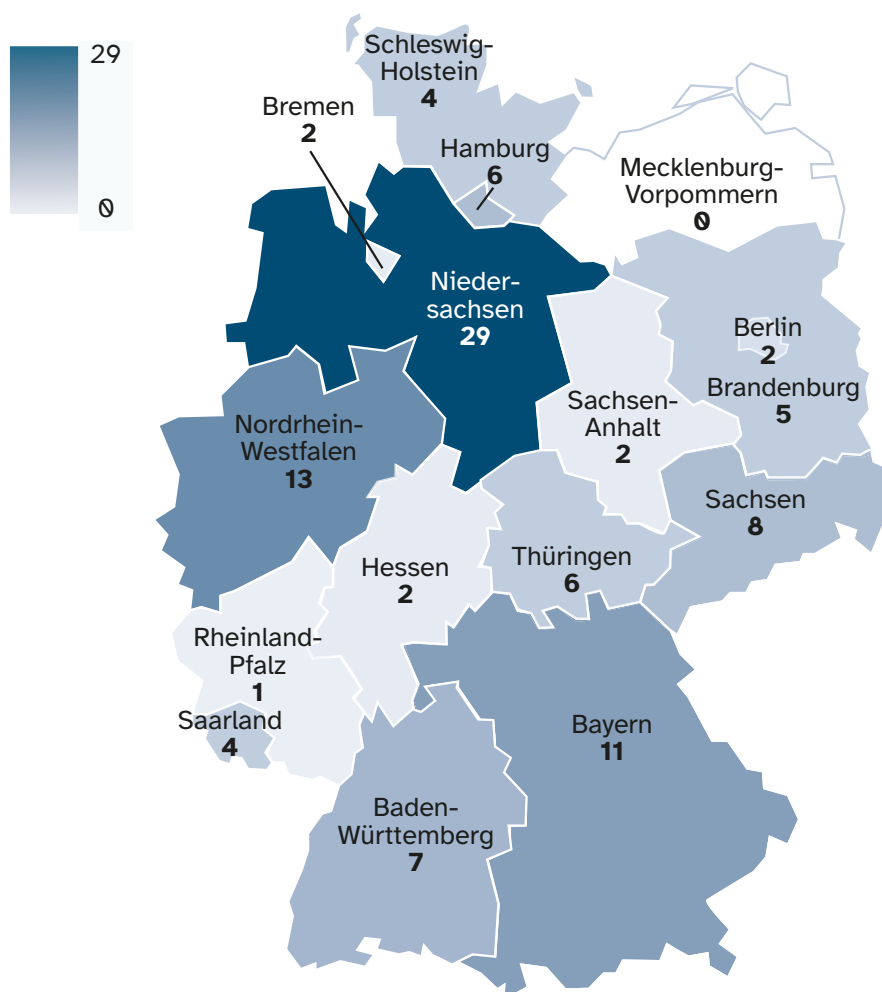 29
0
Schleswig-
Holstein
4
Bremen
2
Hamburg
6
Mecklenburg-
Vorpommern
0
Nieder-
sachsen
29
Berlin
2
Brandenburg
5
Sachsen-
Anhalt
2
Nordrhein-
Westfalen
13
Sachsen
8
Hessen
2
Thüringen
6
Rheinland-
Pfalz
1
Saarland
4
Bayern
11
Baden-
Württemberg
7